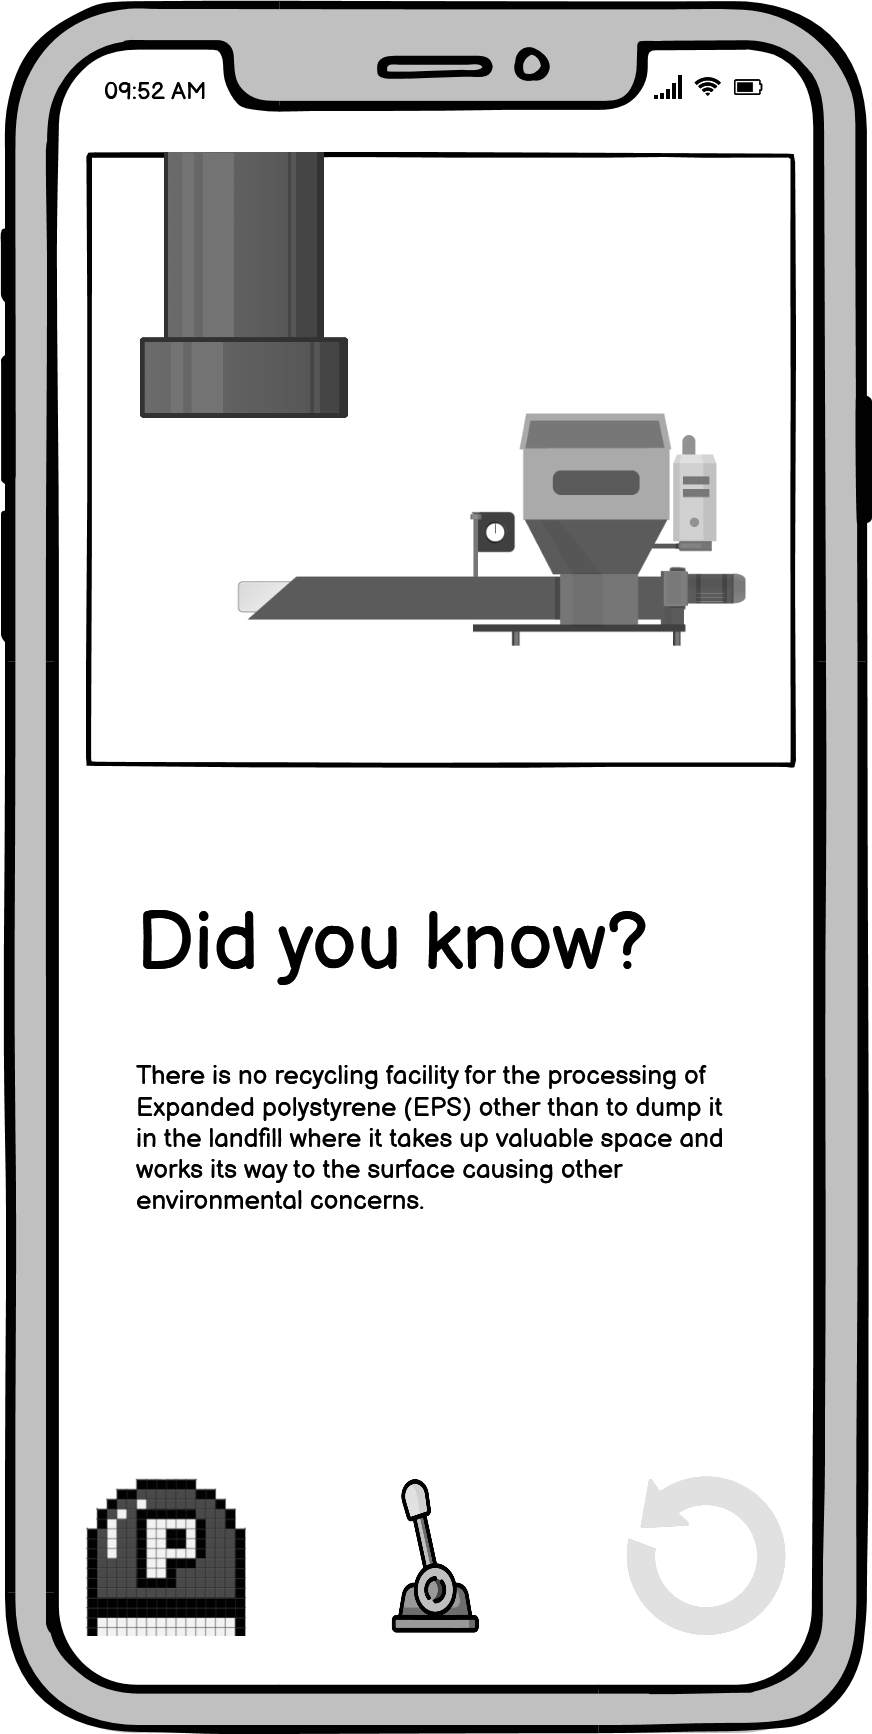 09:52 AM
Did you know?
There is no recycling facility for the processing of
Expanded polystyrene (EPS) other than to dump it
in the landfill where it takes up valuable space and
works its way to the surface causing other
environmental concerns.
P